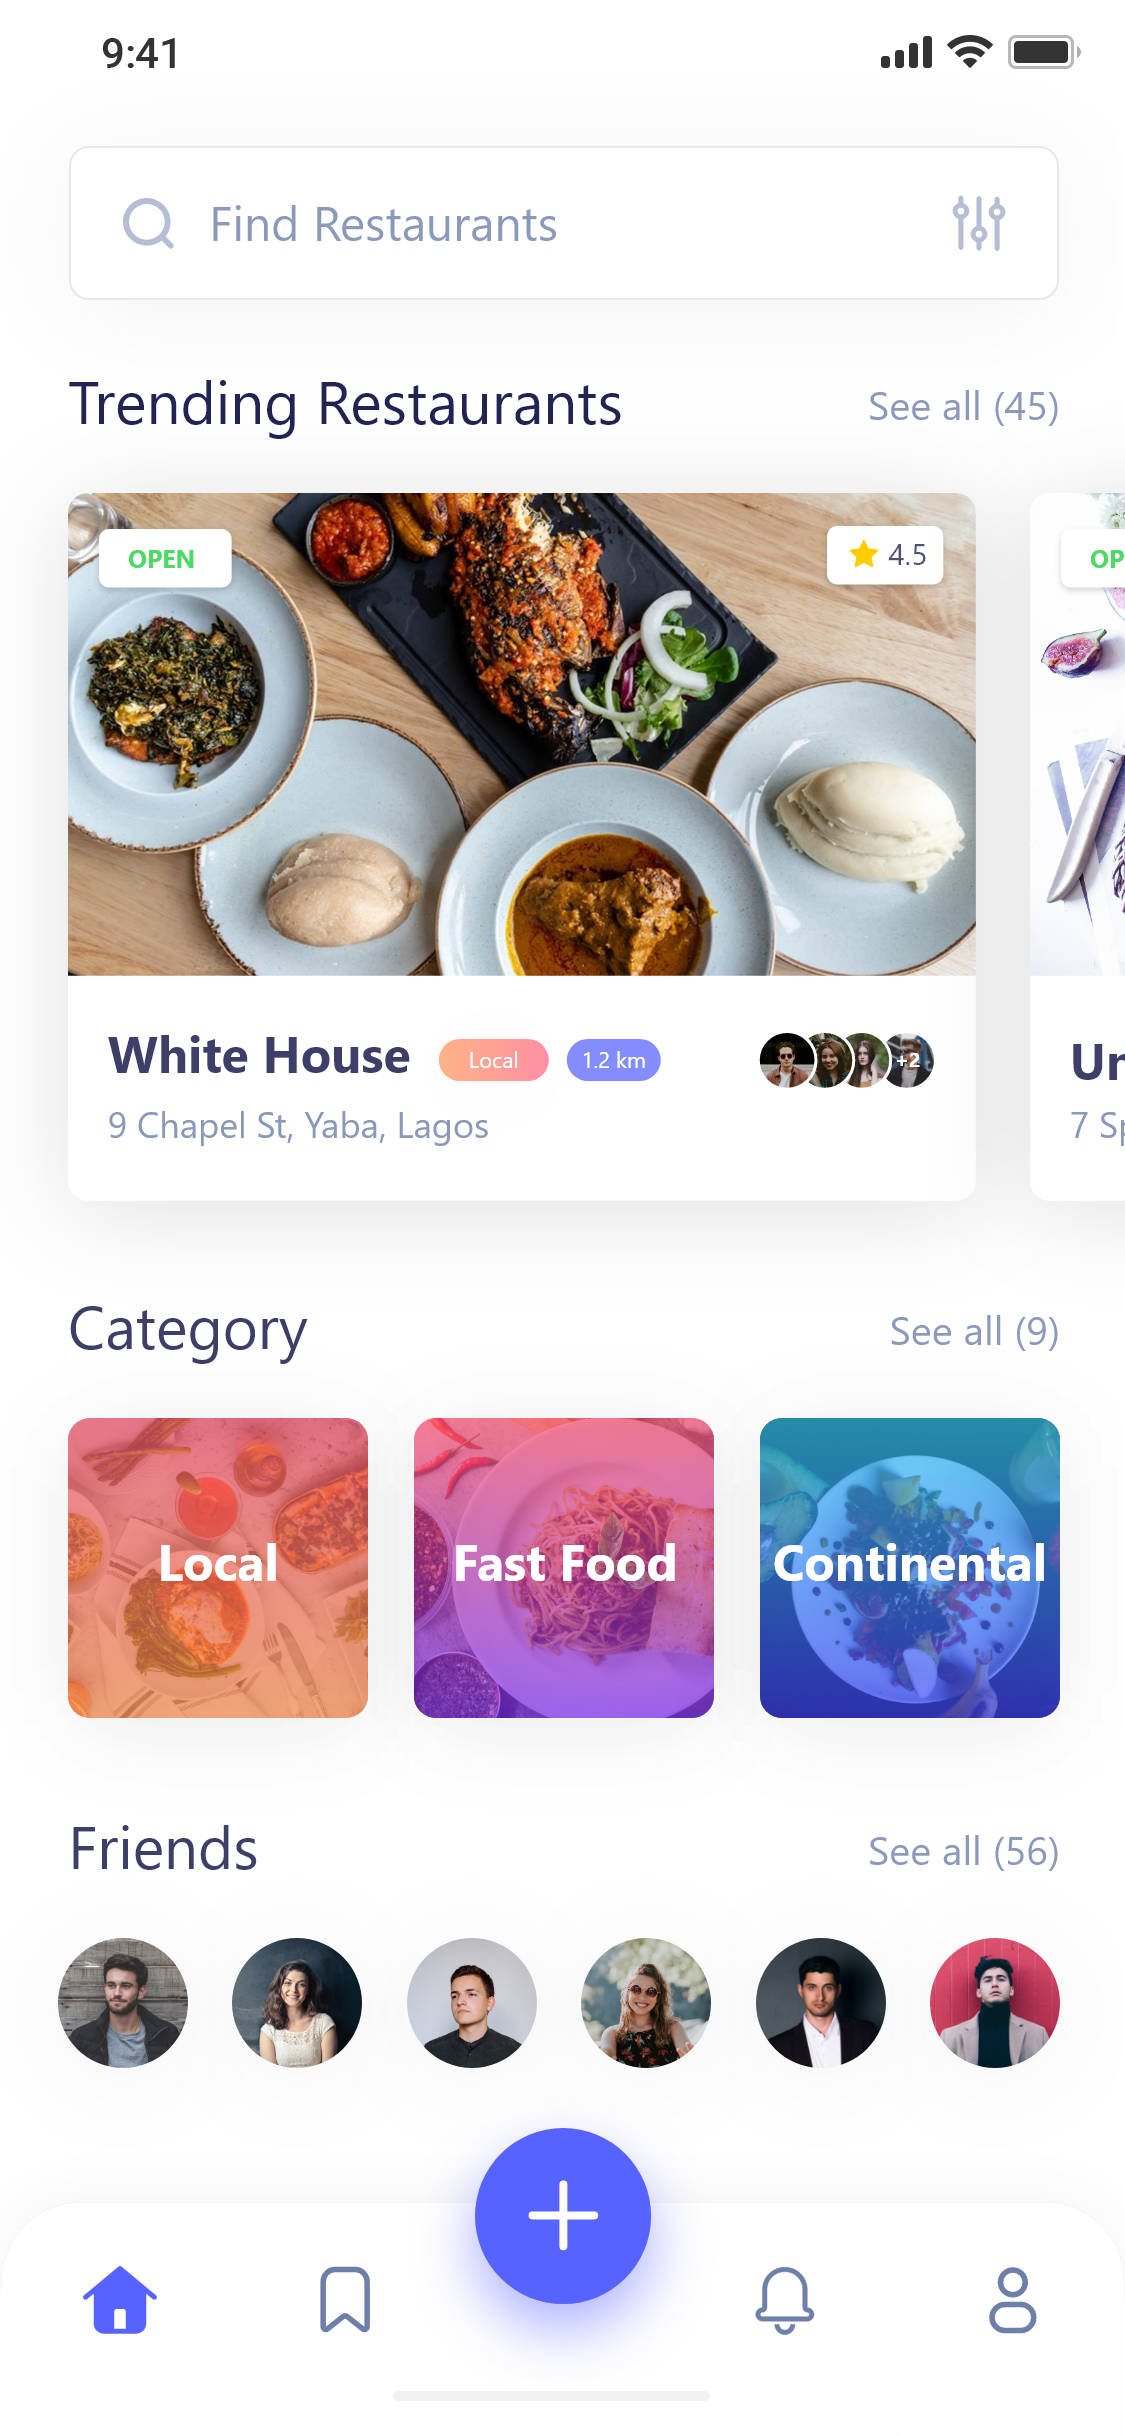 9:41
Find Restaurants
Trending Restaurants
See all (45)
OPEN
4.5
OP
White House
Local
1.2 km
+2
9 Chapel St, Yaba, Lagos
Un
7 Sp
Category
See all (9)
Local
Fast Food
Continental
Friends
See all (56)